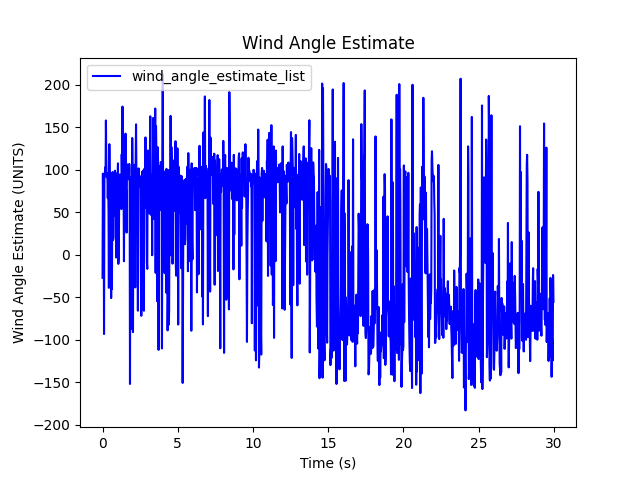 Wind Angle Estimate
wind_angle_estimate_list
Wind Angle Estimate (UNITS)
200
150
100
50
0
−50
−100
−150
−200
0 5 10 15 20 25 30
Time (s)